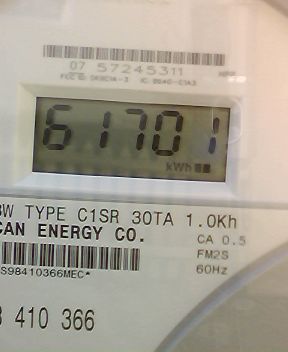 07 57245311
61701
kWh
3W TYPE C1SR 30TA 1.0Kh
CAN ENERGY CO.
CA 0.5
FM2S
60Hz
S98410366MEC*
410 366